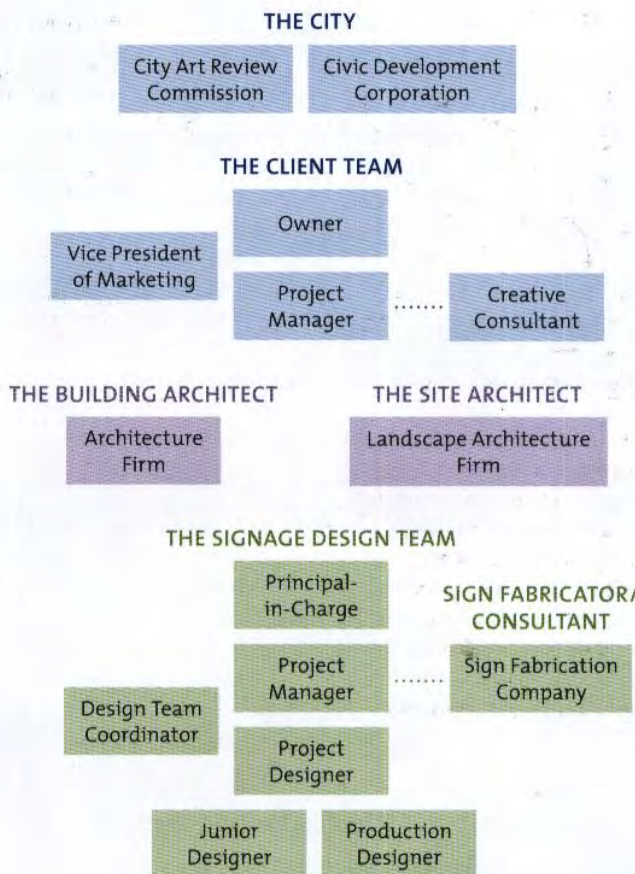 THE CITY
City Art Review
Commission
Civic Development
Corporation
THE CLIENT TEAM
Owner
Vice President
of Marketing
Project
Manager
Creative
Consultant
THE BUILDING ARCHITECT
Architecture
Firm
THE SITE ARCHITECT
Landscape Architecture
Firm
THE SIGNAGE DESIGN TEAM
Principal-
in-Charge
SIGN FABRICATOR/
CONSULTANT
Project
Manager
Sign Fabrication
Company
Design Team
Coordinator
Project
Designer
Junior
Designer
Production
Designer